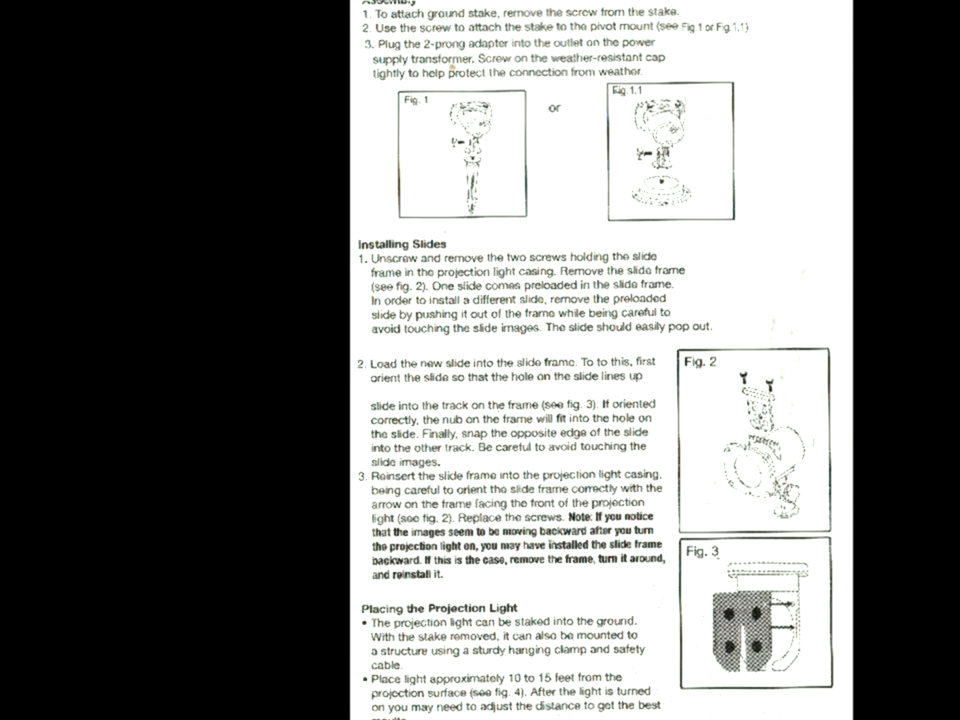 Assembly
1. To attach ground stake, remove the screw from the stake.
2. Use the screw to attach the stake to the pivot mount (see Fig 1 or Fig 1.1)
3. Plug the 2-prong adapter into the outlet on the power
supply transformer. Screw on the weather-resistant cap
tightly to help protect the connection from weather.
Fig. 1
or
Fig.1.1
Installing Slides
1. Unscrew and remove the two screws holding the slide
frame in the projection light casing. Remove the slide frame
(see fig. 2). One slide comes preloaded in the slide frame.
In order to install a different slide, remove the preloaded
slide by pushing it out of the frame while being careful to
avoid touching the slide images. The slide should easily pop out.
2. Load the new slide into the slide frame. To to this, first
orient the slide so that the hole on the slide lines up
slide into the track on the frame (see fig. 3). If oriented
correctly, the nub on the frame will fit into the hole on
the slide. Finally, snap the opposite edge of the slide
into the other track. Be careful to avoid touching the
slide images.
Fig. 2
3. Reinsert the slide frame into the projection light casing,
being careful to orient the slide frame correctly with the
arrow on the frame facing the front of the projection
light (see fig. 2). Replace the screws. Note: If you notice
that the images seem to be moving backward after you turn
the projection light on, you may have installed the slide frame
backward. If this is the case, remove the frame, turn it around,
and reinstall it.
Fig. 3
Placing the Projection Light
• The projection light can be staked into the ground.
With the stake removed, it can also be mounted to
a structure using a sturdy hanging clamp and safety
cable.
• Place light approximately 10 to 15 feet from the
projection surface (see fig. 4). After the light is turned
on you may need to adjust the distance to get the best